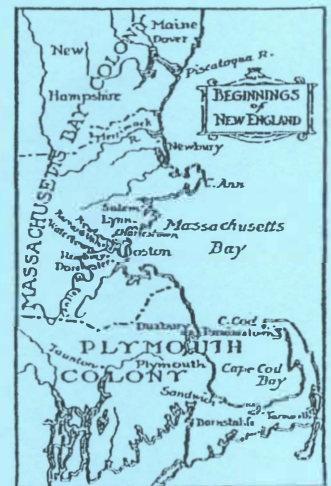 Maine
Dover
New
Hampshire
Piscataqua R.
BEGINNINGS
of
NEW ENGLAND
MASSACHUSETTS BAY COLONY
Merrimack
R.
Newbury
C. Ann
Salem
Lynn
Charlestown
Massachusetts
Bay
Boston
Duxbury
C. Cod
PLYMOUTH
COLONY
Plymouth
Taunton
Cape Cod
Bay
Sandwich
Yarmouth
Barnstable